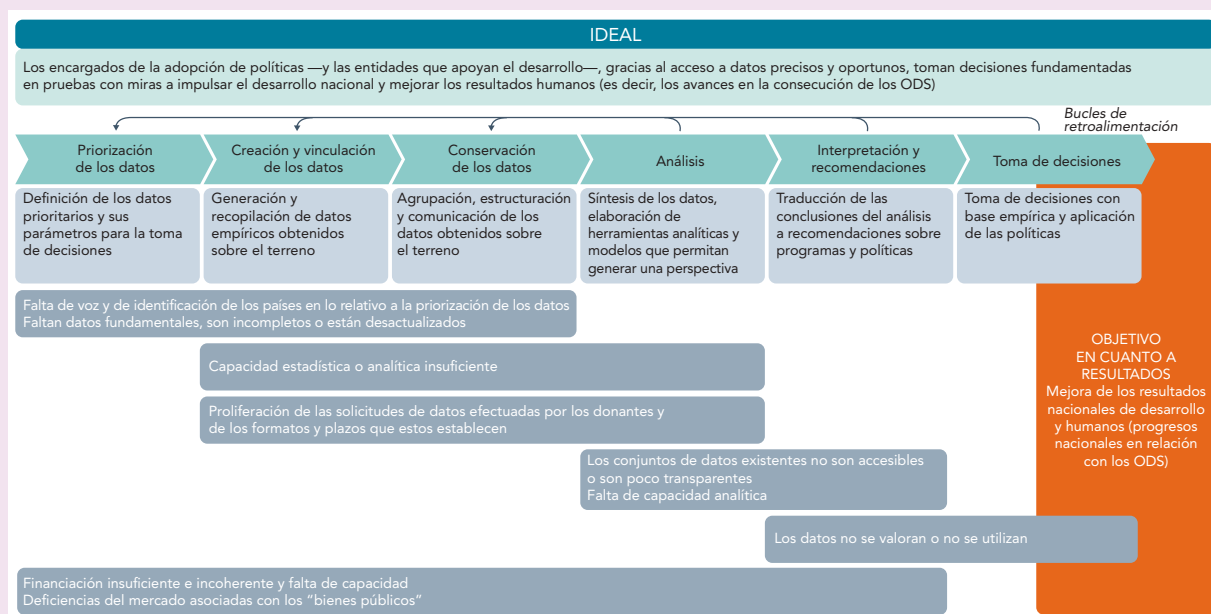 IDEAL
Los encargados de la adopción de políticas —y las entidades que apoyan el desarrollo—, gracias al acceso a datos precisos y oportunos, toman decisiones fundamentadas
en pruebas con miras a impulsar el desarrollo nacional y mejorar los resultados humanos (es decir, los avances en la consecución de los ODS)
Bucles de
retroalimentación
Priorización
de los datos
Creación y vinculación
de los datos
Conservación
de los datos
Análisis
Interpretación y
recomendaciones
Toma de decisiones
Definición de los datos
prioritarios y sus
parámetros para la toma
de decisiones
Generación y
recopilación de datos
empíricos obtenidos
sobre el terreno
Agrupación, estructuración
y comunicación de los
datos obtenidos sobre
el terreno
Síntesis de los datos,
elaboración de
herramientas analíticas y
modelos que permitan
generar una perspectiva
Traducción de las
conclusiones del análisis
a recomendaciones sobre
programas y políticas
Toma de decisiones con
base empírica y aplicación
de las políticas
Falta de voz y de identificación de los países en lo relativo a la priorización de los datos
Faltan datos fundamentales, son incompletos o están desactualizados
Capacidad estadística o analítica insuficiente
Proliferación de las solicitudes de datos efectuadas por los donantes y
de los formatos y plazos que estos establecen
Los conjuntos de datos existentes no son accesibles
o son poco transparentes
Falta de capacidad analítica
Los datos no se valoran o no se utilizan
Financiación insuficiente e incoherente y falta de capacidad
Deficiencias del mercado asociadas con los “bienes públicos”
OBJETIVO
EN CUANTO A
RESULTADOS
Mejora de los resultados
nacionales de desarrollo
y humanos (progresos
nacionales en relación
con los ODS)